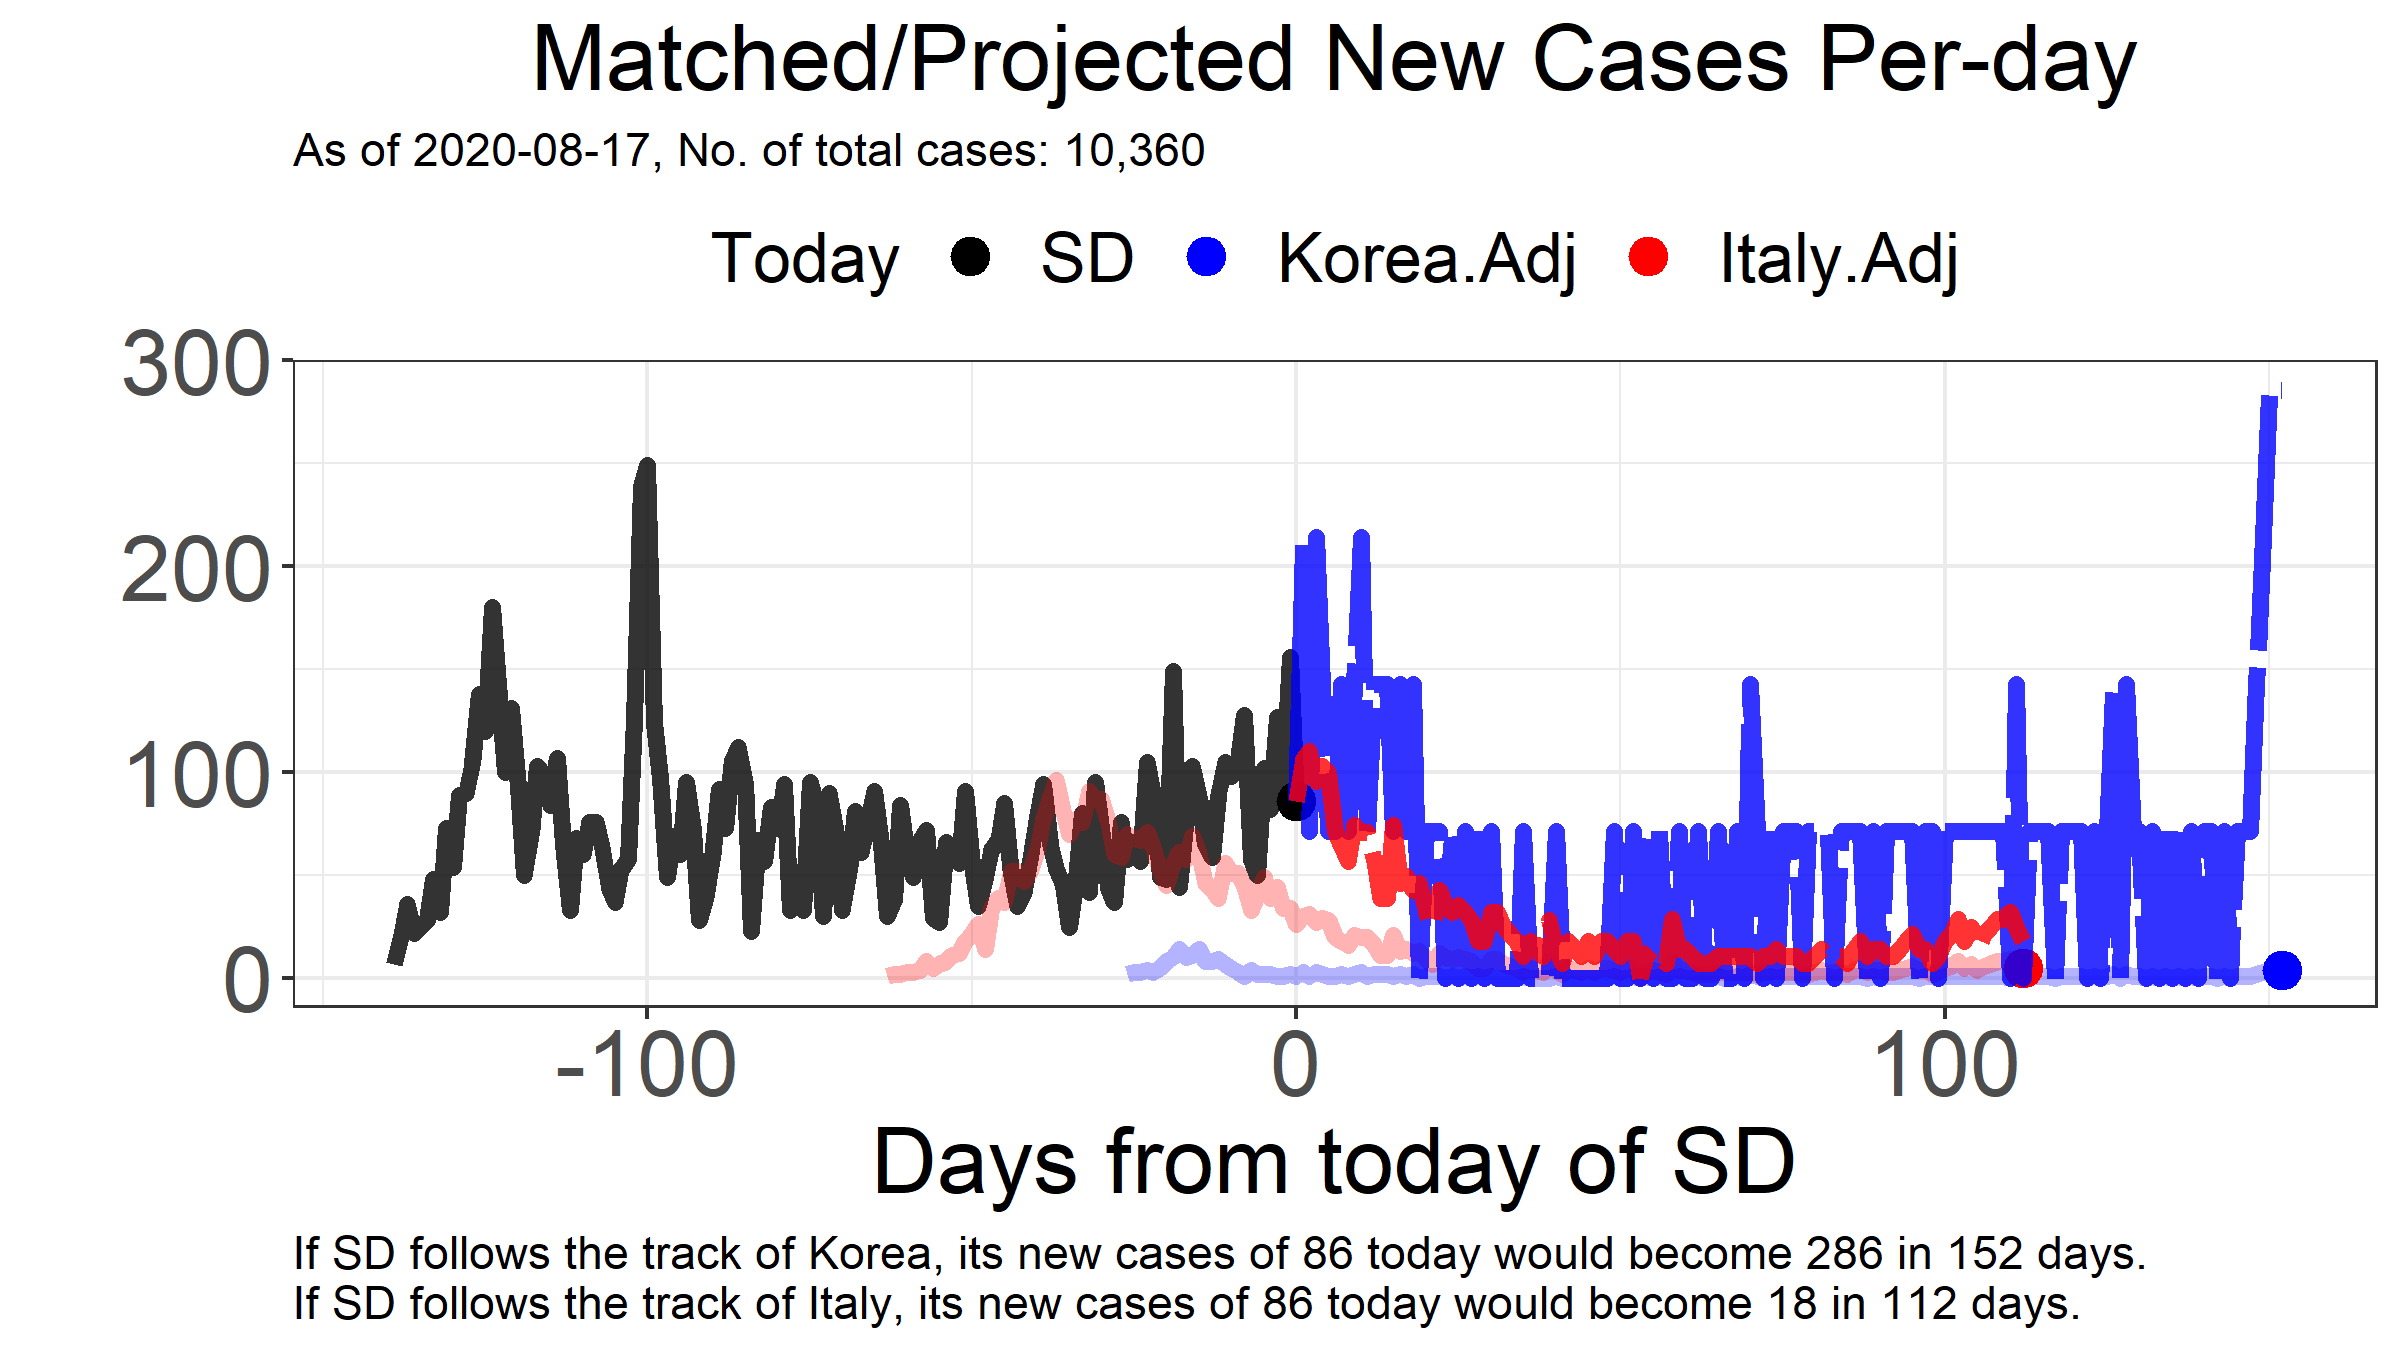 Matched/Projected New Cases Per-day
As of 2020-08-17, No. of total cases: 10,360
Today SD Korea.Adj Italy.Adj
300
200
100
0
-100 0 100
Days from today of SD
If SD follows the track of Korea, its new cases of 86 today would become 286 in 152 days.
If SD follows the track of Italy, its new cases of 86 today would become 18 in 112 days.